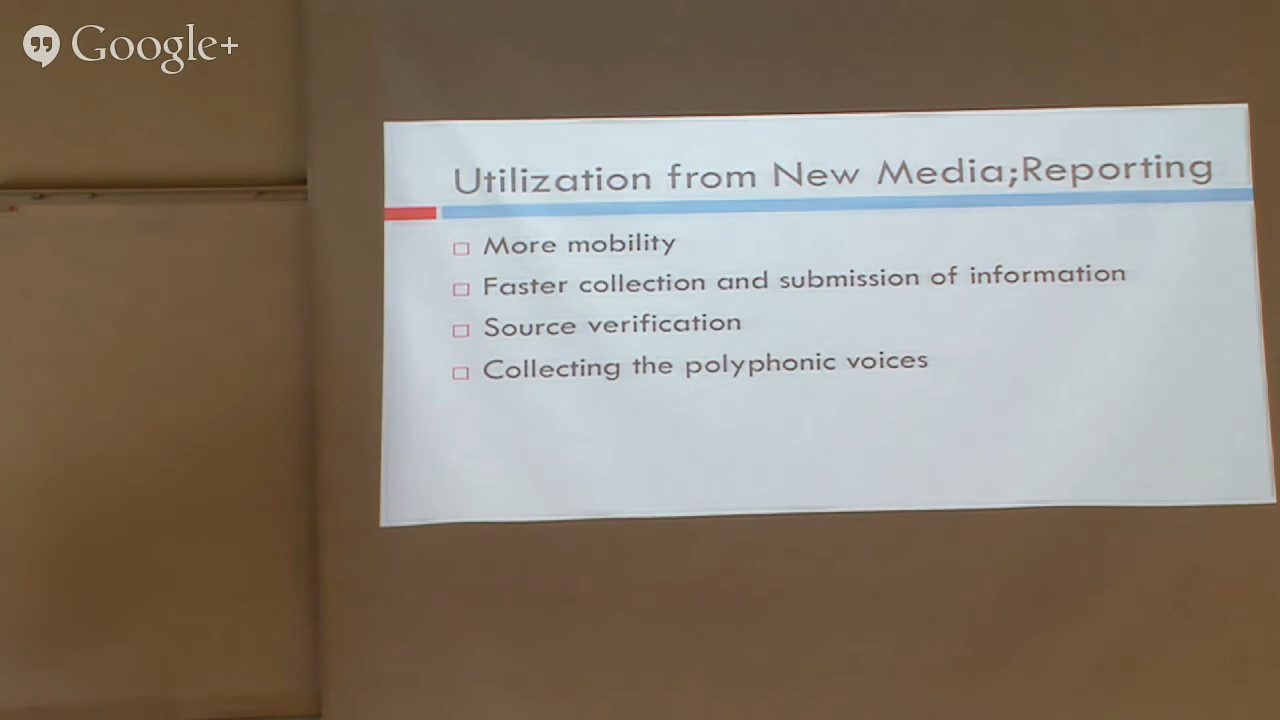 Google+
Utilization from New Media;Reporting
More mobility
Faster collection and submission of information
Source verification
Collecting the polyphonic voices